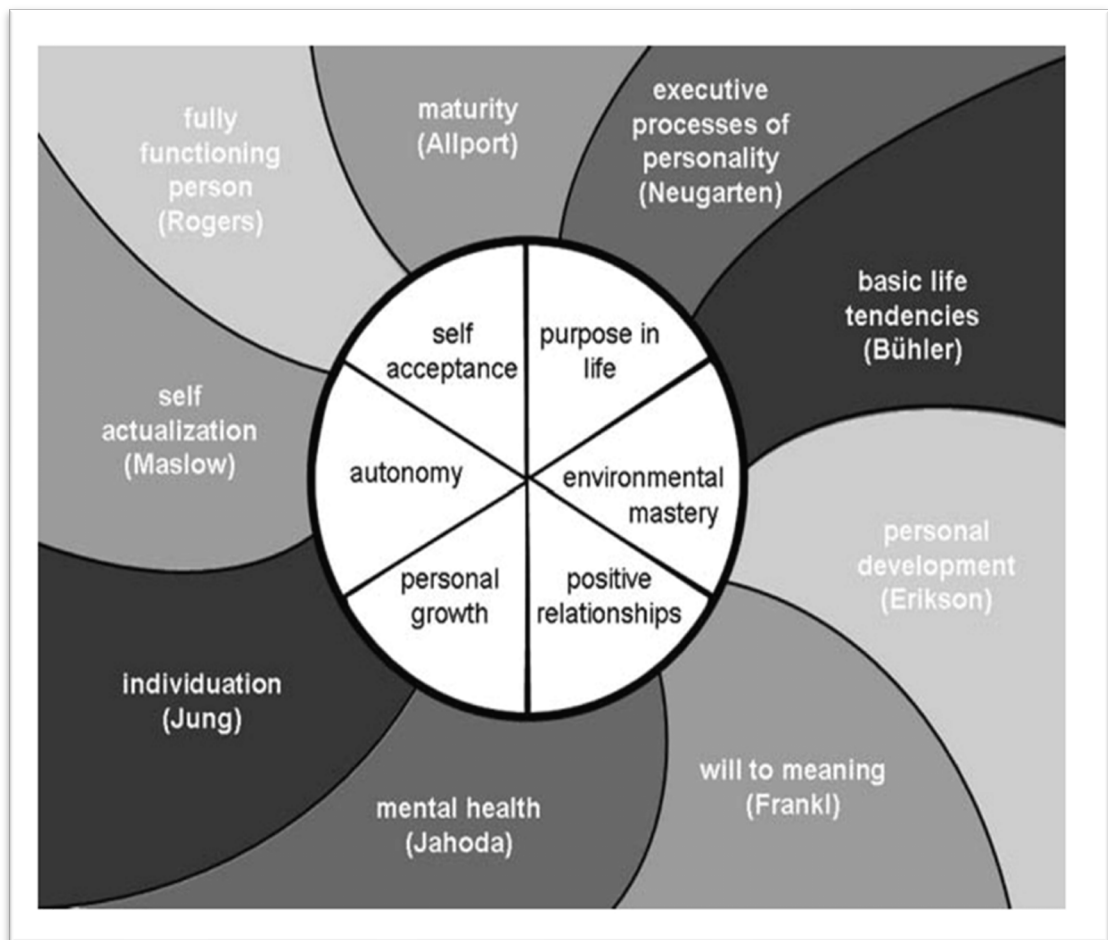 fully
functioning
person
(Rogers)
maturity
(Allport)
executive
processes of
personality
(Neugarten)
basic life
tendencies
(Bühler)
self
actualization
(Maslow)
self
acceptance
purpose in
life
autonomy
environmental
mastery
personal
growth
positive
relationships
personal
development
(Erikson)
individuation
(Jung)
mental health
(Jahoda)
will to meaning
(Frankl)